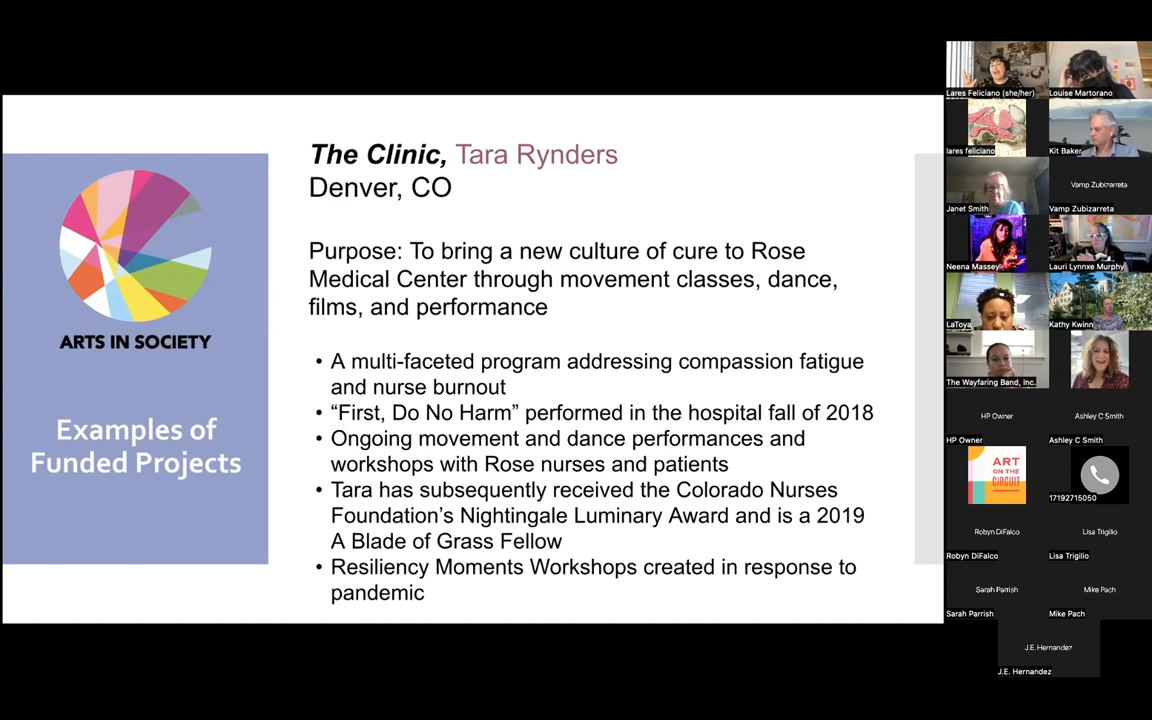 The Clinic, Tara Rynders
Denver, CO
Purpose: To bring a new culture of cure to Rose
Medical Center through movement classes, dance,
films, and performance
• A multi-faceted program addressing compassion fatigue
and nurse burnout
• “First, Do No Harm” performed in the hospital fall of 2018
• Ongoing movement and dance performances and
workshops with Rose nurses and patients
• Tara has subsequently received the Colorado Nurses
Foundation’s Nightingale Luminary Award and is a 2019
A Blade of Grass Fellow
• Resiliency Moments Workshops created in response to
pandemic
ARTS IN SOCIETY
Examples of
Funded Projects
Lares Feliciano (she/her)
Louise Martorano
lares feliciano
Kit Baker
Janet Smith
Vamp Zubizarreta
Vamp Zubizarreta
Neena Massey
Lauri Lynnxe Murphy
LaToya
Kathy Kwinn
The Wayfaring Band, Inc.
HP Owner
HP Owner
Ashley C Smith
Ashley C Smith
ART
ON THE
CIRCUIT
17192715050
Robyn DiFalco
Robyn DiFalco
Lisa Trigilio
Lisa Trigilio
Sarah Parrish
Sarah Parrish
Mike Pach
Mike Pach
J.E. Hernandez
J.E. Hernandez